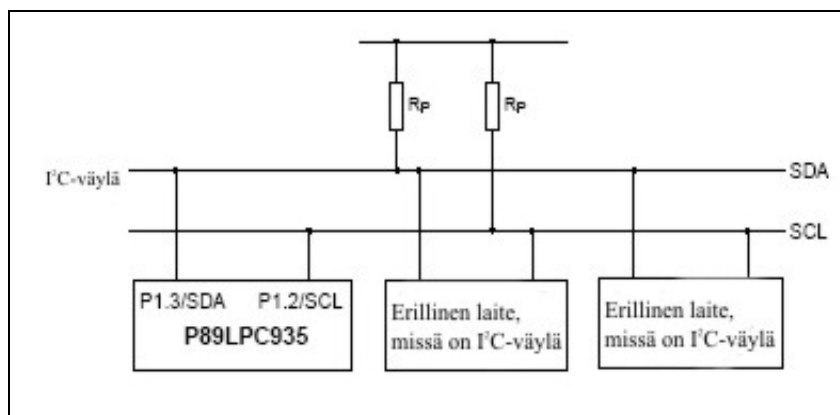 RP
RP
I²C-väylä
SDA
SCL
P1.3/SDA P1.2/SCL
P89LPC935
Erillinen laite,
missä on I²C-väylä
Erillinen laite,
missä on I²C-väylä